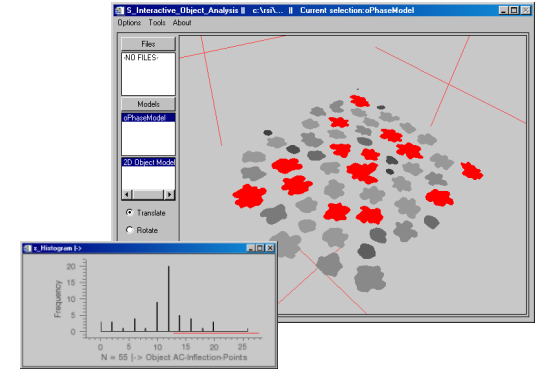 S_Interactive_Object_Analysis || c:\rsi\... || Current selection:oPhaseModel
Options Tools About
Files
-NO FILES-
Models
oPhaseModel
2D Object Model
Translate
Rotate
s_Histogram |->
Frequency
20
15
10
5
0
0 5 10 15 20 25
N = 55 |-> Object AC-Inflection-Points